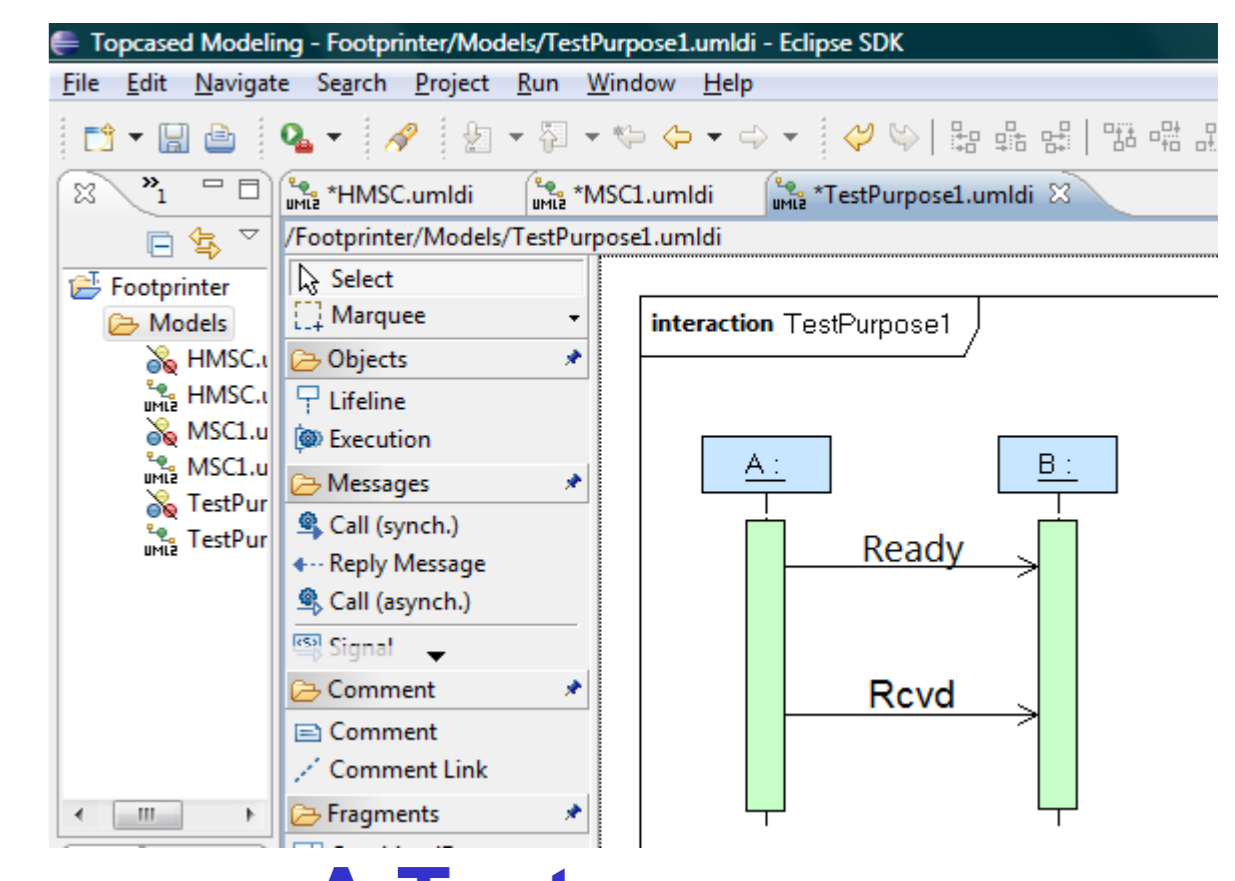 Topcased Modeling - Footprinter/Models/TestPurpose1.umldi - Eclipse SDK
File Edit Navigate Search Project Run Window Help
»1
*HMSC.umldi *MSC1.umldi *TestPurpose1.umldi
/Footprinter/Models/TestPurpose1.umldi
Footprinter
Models
HMSC.u
HMSC.u
MSC1.u
MSC1.u
TestPur
TestPur
Select
Marquee
Objects
Lifeline
Execution
Messages
Call (synch.)
Reply Message
Call (asynch.)
Signal
Comment
Comment
Comment Link
Fragments
interaction TestPurpose1
A :
B :
Ready
Rcvd